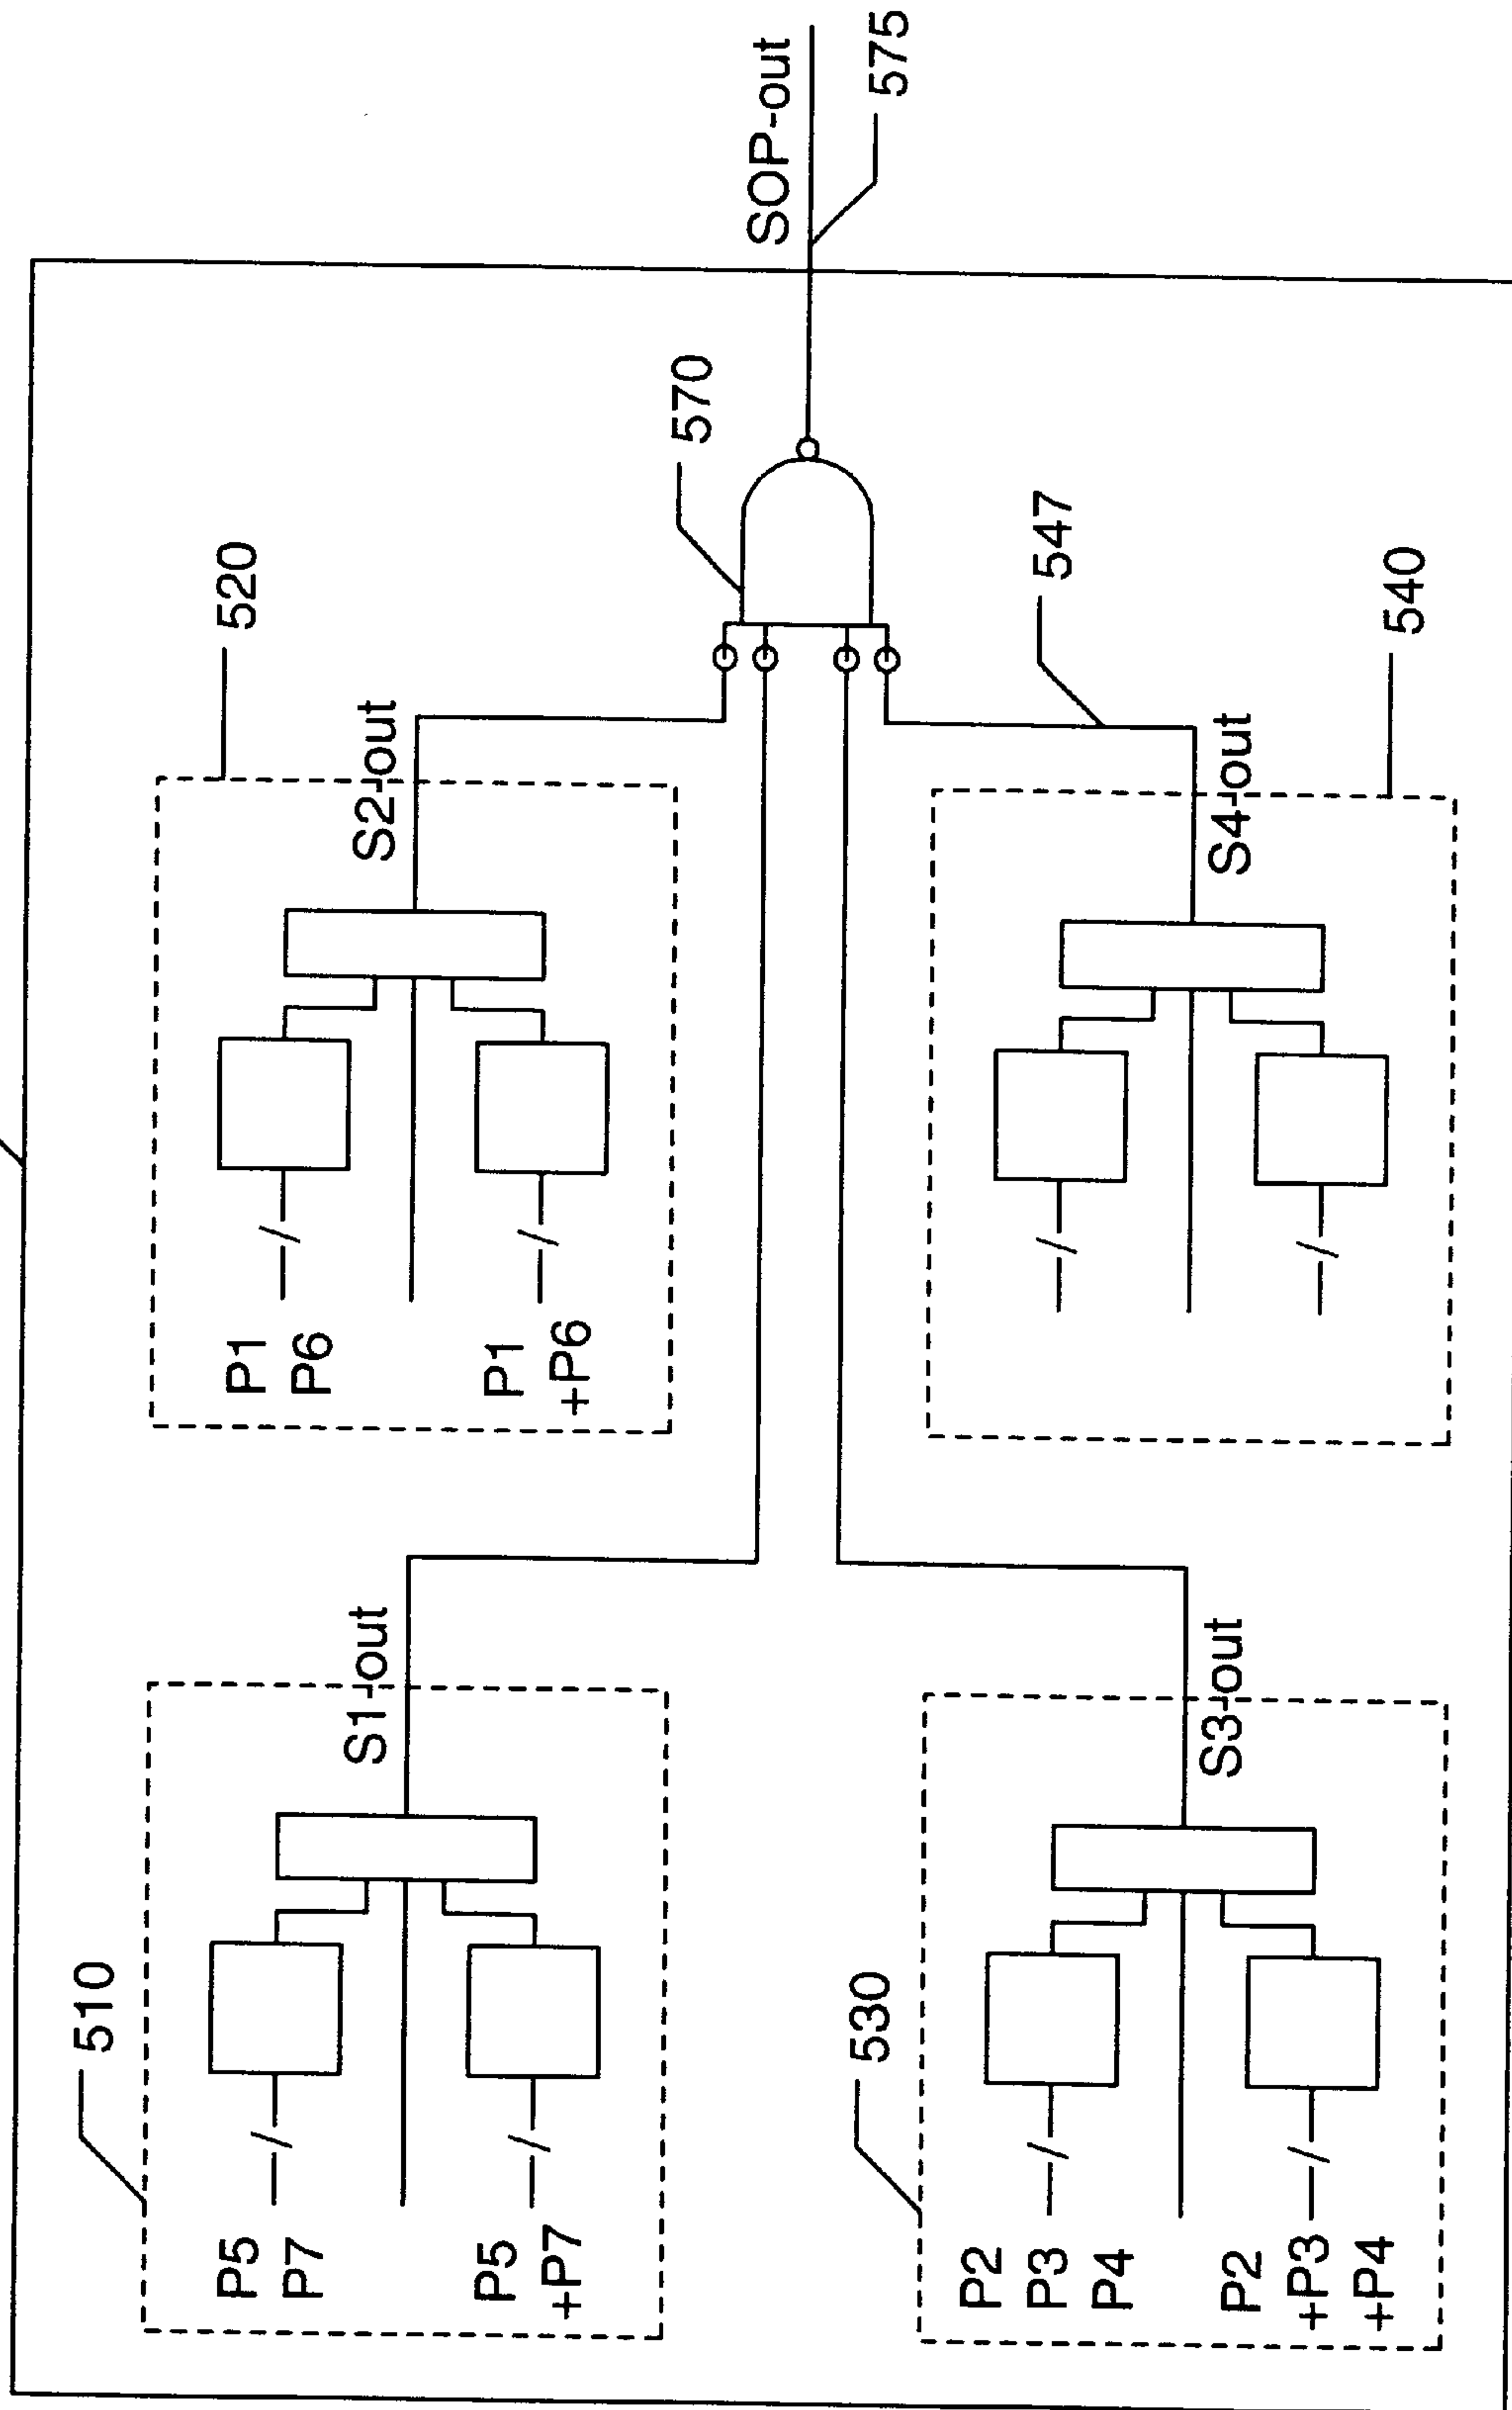 510
P5
P7
P5
+P7
S1-out
520
P1
P6
P1
+P6
S2-out
530
P2
P3
P4
P2
+P3
+P4
S3-out
540
S4-out
547
570
SOP-out
575